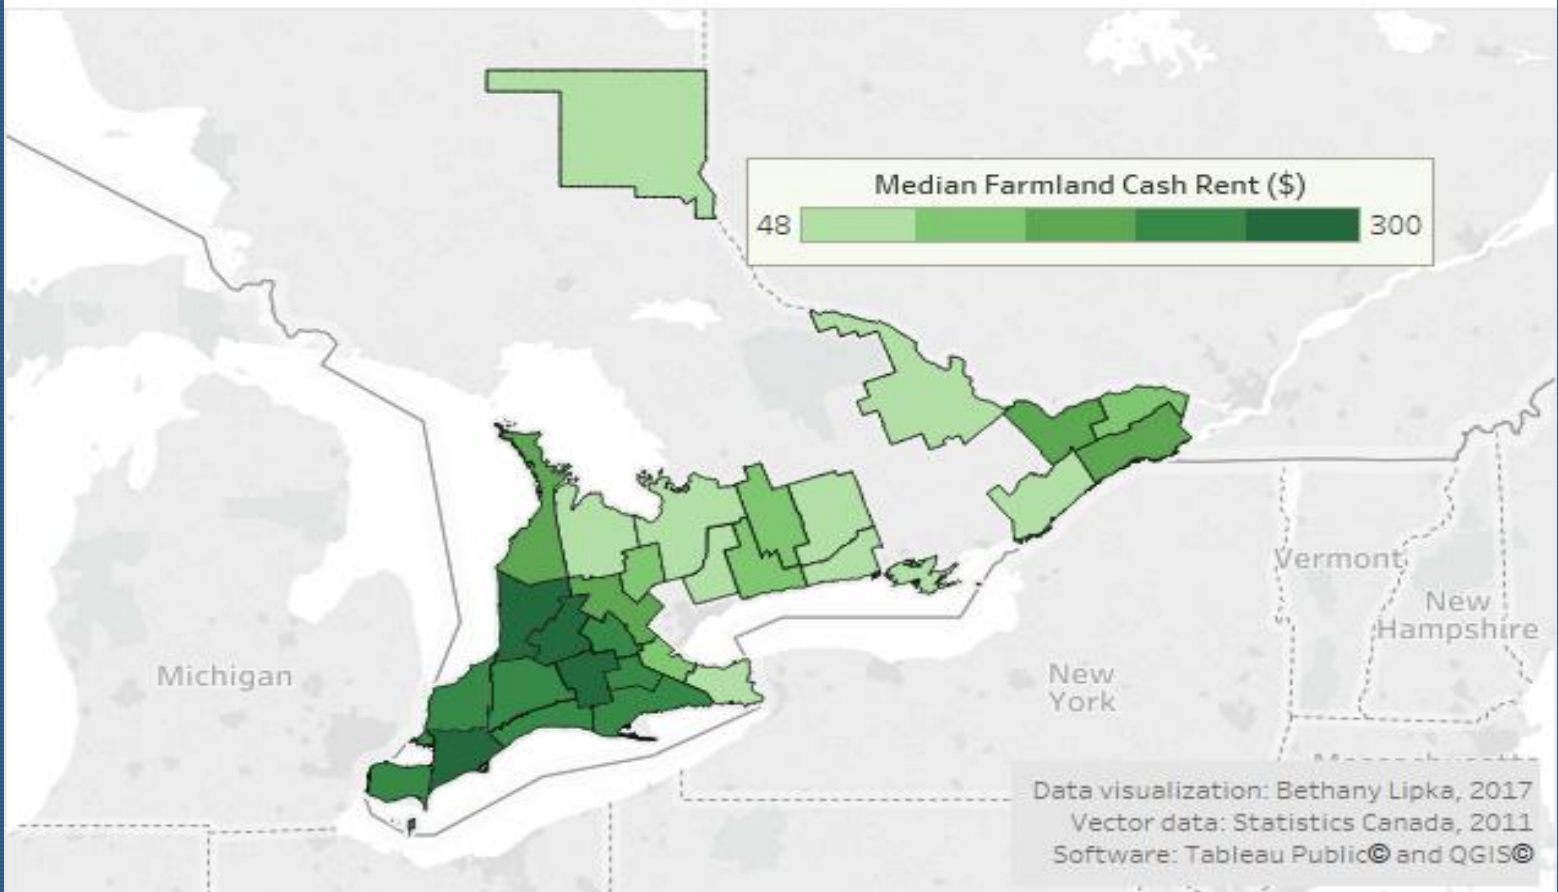 Median Farmland Cash Rent ($)
48
300
Vermont
New
Hampshire
Michigan
New
York
Data visualization: Bethany Lipka, 2017
Vector data: Statistics Canada, 2011
Software: Tableau Public© and QGIS©